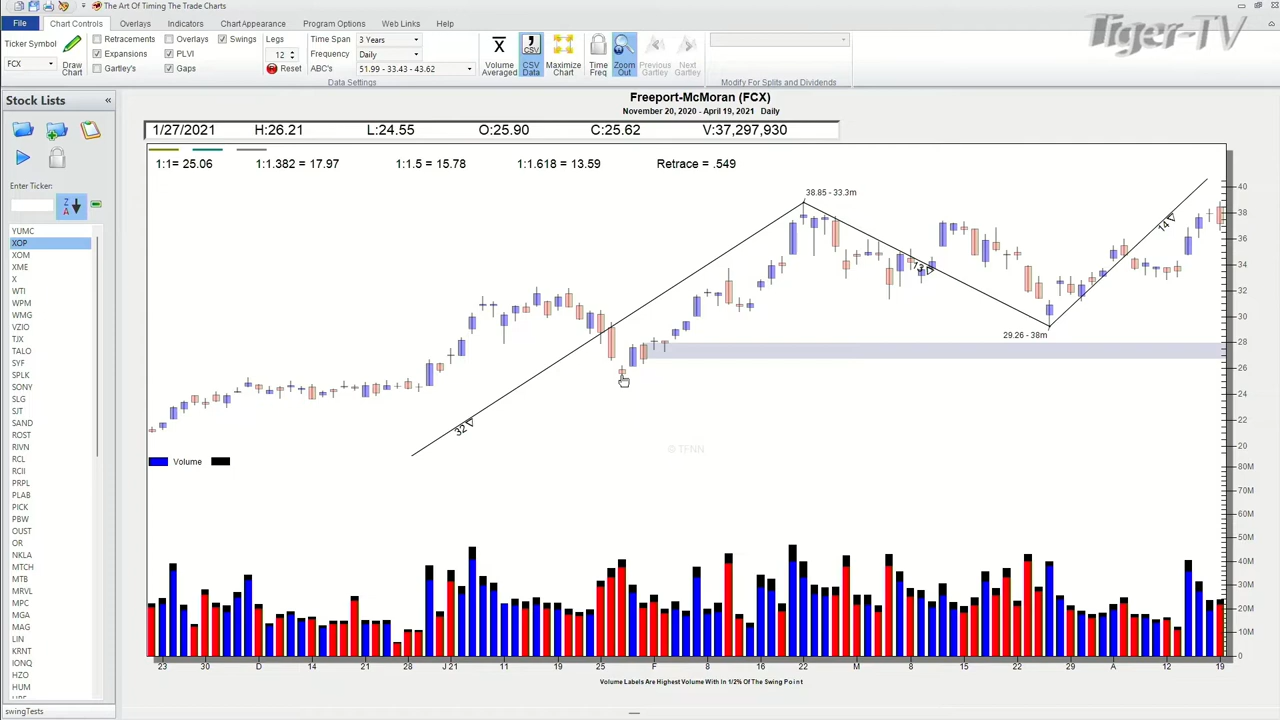 The Art Of Timing The Trade Charts
Tiger-TV
File
Chart Controls
Overlays
Indicators
Chart Appearance
Program Options
Web Links
Help
Ticker Symbol
FCX
Draw
Chart
Retracements
Expansions
Gartley's
Overlays
PLVI
Gaps
Swings
Legs
12
Reset
Time Span
3 Years
Frequency
Daily
ABC's
51.99 - 33.43 - 43.62
Data Settings
Volume
Averaged
CSV
CSV
Data
Maximize
Chart
Time
Freq
Zoom
Out
Previous
Gartley
Next
Gartley
Modify For Splits and Dividends
Stock Lists
Enter Ticker:
YUMC
XOP
XOM
XME
X
WTI
WPM
WMG
VZIO
TJX
TALO
SYF
SPLK
SONY
SLG
SJT
SAND
ROST
RIVN
RCL
RCII
PRPL
PLAB
PICK
PBW
OUST
OR
NKLA
MTCH
MTB
MRVL
MPC
MGA
MAG
LIN
KRNT
IONQ
HZO
HUM
swingTests
Freeport-McMoran (FCX)
November 20, 2020 - April 19, 2021 Daily
1/27/2021 H:26.21 L:24.55 O:25.90 C:25.62 V:37,297,930
1:1= 25.06 1:1.382 = 17.97 1:1.5 = 15.78 1:1.618 = 13.59 Retrace = .549
38.85 - 33.3m
29.26 - 38m
32
73
14
© TFNN
Volume
40
38
36
34
32
30
28
26
24
22
20
80M
70M
60M
50M
40M
30M
20M
10M
0
23 30 D 14 21 28 J 21 11 19 25 F 8 16 22 M 8 15 22 29 A 12 19
Volume Labels Are Highest Volume With In 1/2% Of The Swing Point